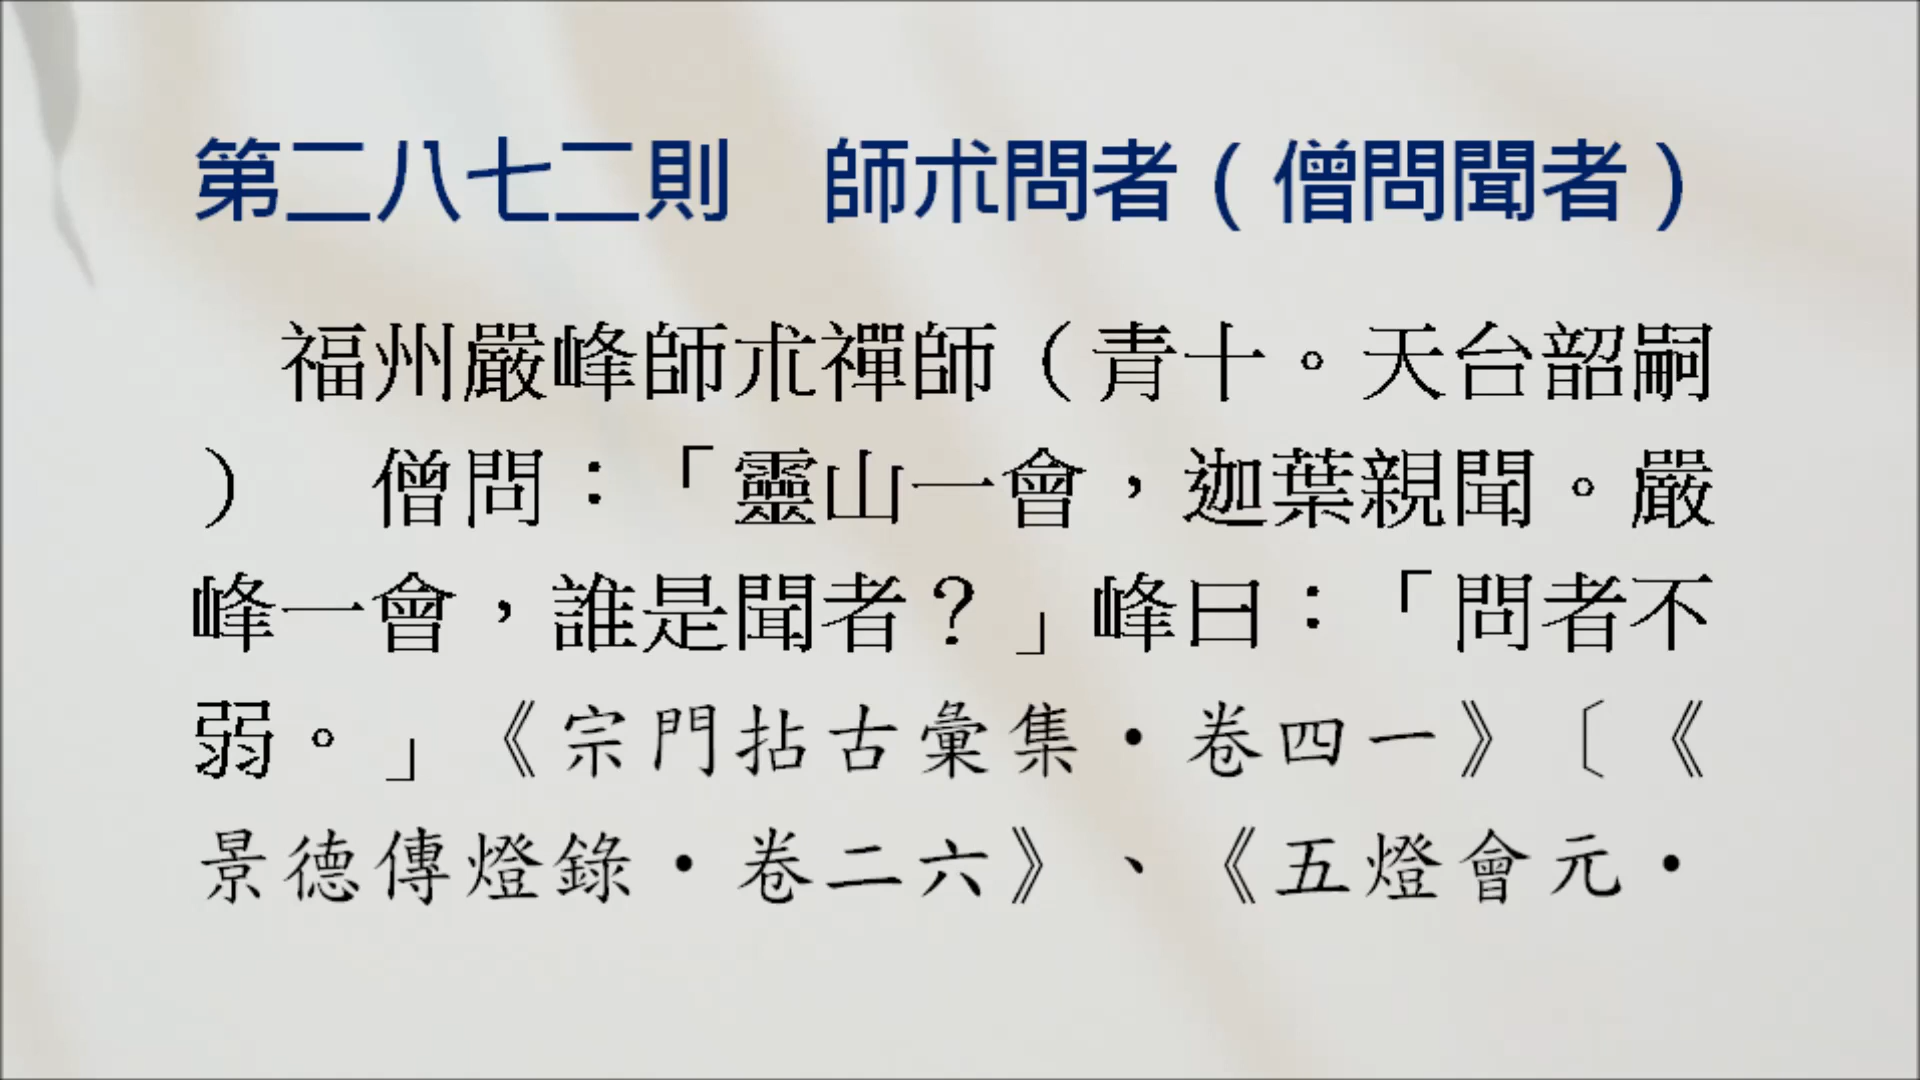 第二八七二則　師朮問者（僧問聞者）
福州嚴峰師朮禪師（青十。天台韶嗣
）　僧問：「靈山一會，迦葉親聞。嚴
峰一會，誰是聞者？」峰曰：「問者不
弱。」《宗門拈古彙集·卷四一》〔《
景德傳燈錄·卷二六》、《五燈會元·